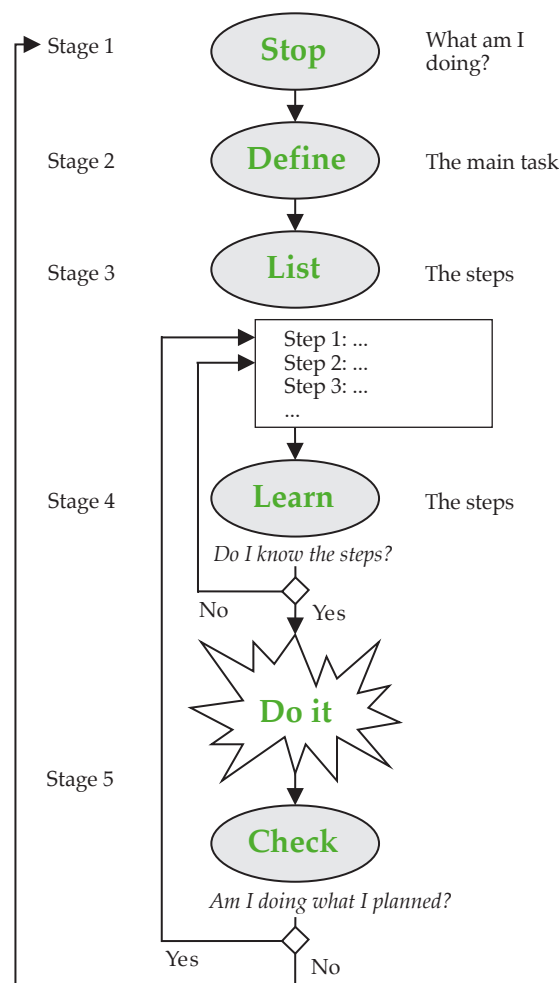 Stage 1
Stop
What am I
doing?
Stage 2
Define
The main task
Stage 3
List
The steps
Step 1: ...
Step 2: ...
Step 3: ...
...
Stage 4
Learn
The steps
Do I know the steps?
No
Yes
Do it
Stage 5
Check
Am I doing what I planned?
Yes
No